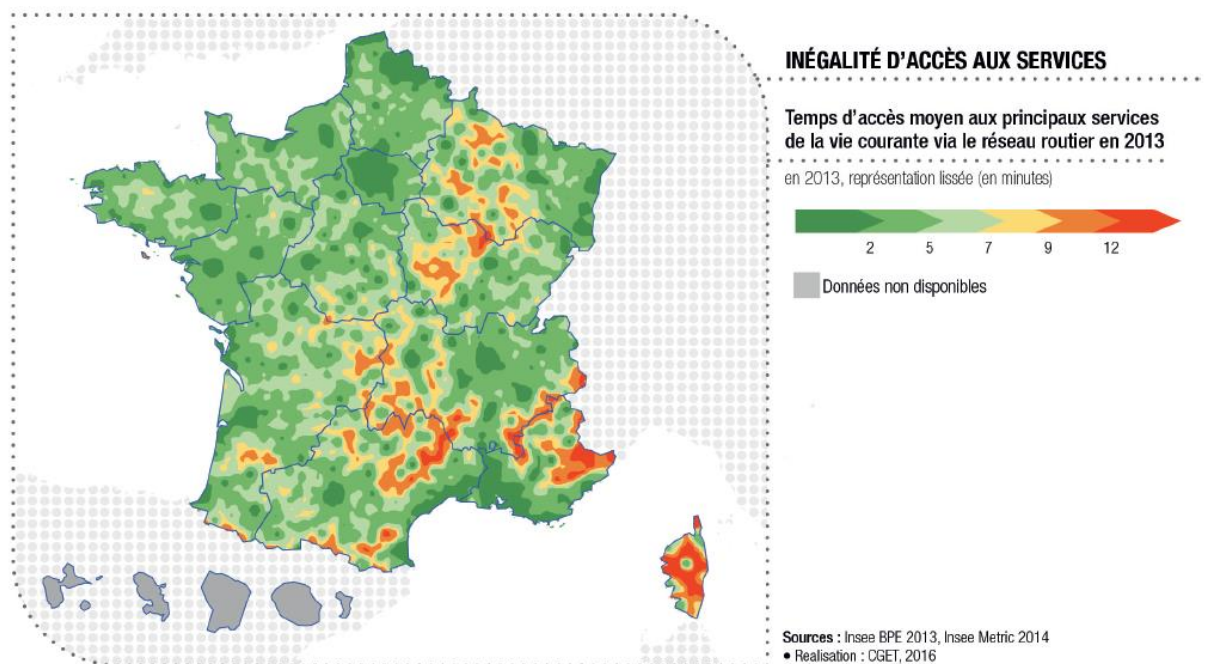 INÉGALITÉ D'ACCÈS AUX SERVICES
Temps d'accès moyen aux principaux services
de la vie courante via le réseau routier en 2013
en 2013, représentation lissée (en minutes)
2 5 7 9 12
Données non disponibles
Sources : Insee BPE 2013, Insee Metric 2014
• Realisation : CGET, 2016